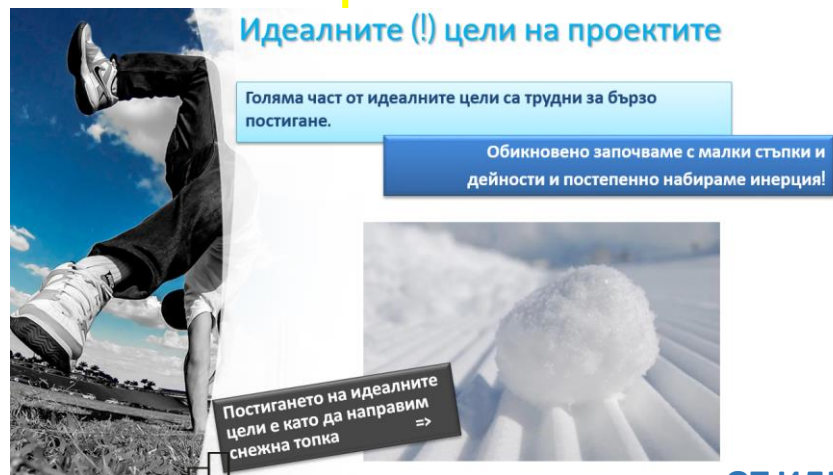 Идеалните (!) цели на проектите
Голяма част от идеалните цели са трудни за бързо
постигане.
Обикновено започваме с малки стъпки и
дейности и постепенно набираме инерция!
Постигането на идеалните
цели е като да направим
снежна топка =>